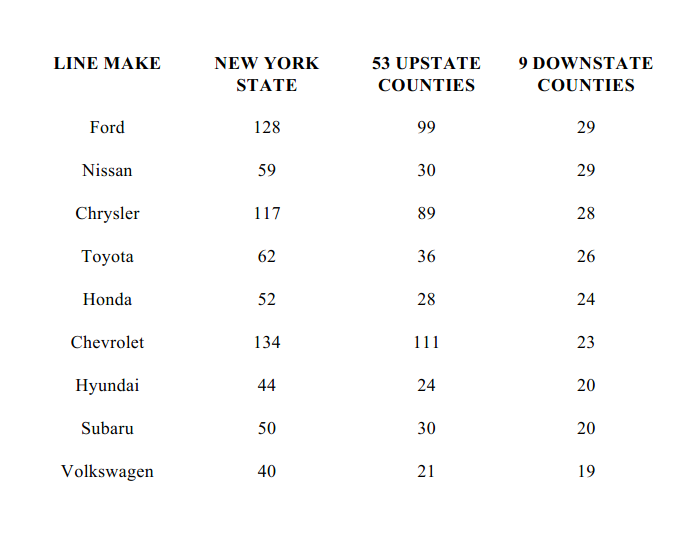 LINE MAKE NEW YORK STATE 53 UPSTATE COUNTIES 9 DOWNSTATE COUNTIES
Ford 128 99 29
Nissan 59 30 29
Chrysler 117 89 28
Toyota 62 36 26
Honda 52 28 24
Chevrolet 134 111 23
Hyundai 44 24 20
Subaru 50 30 20
Volkswagen 40 21 19